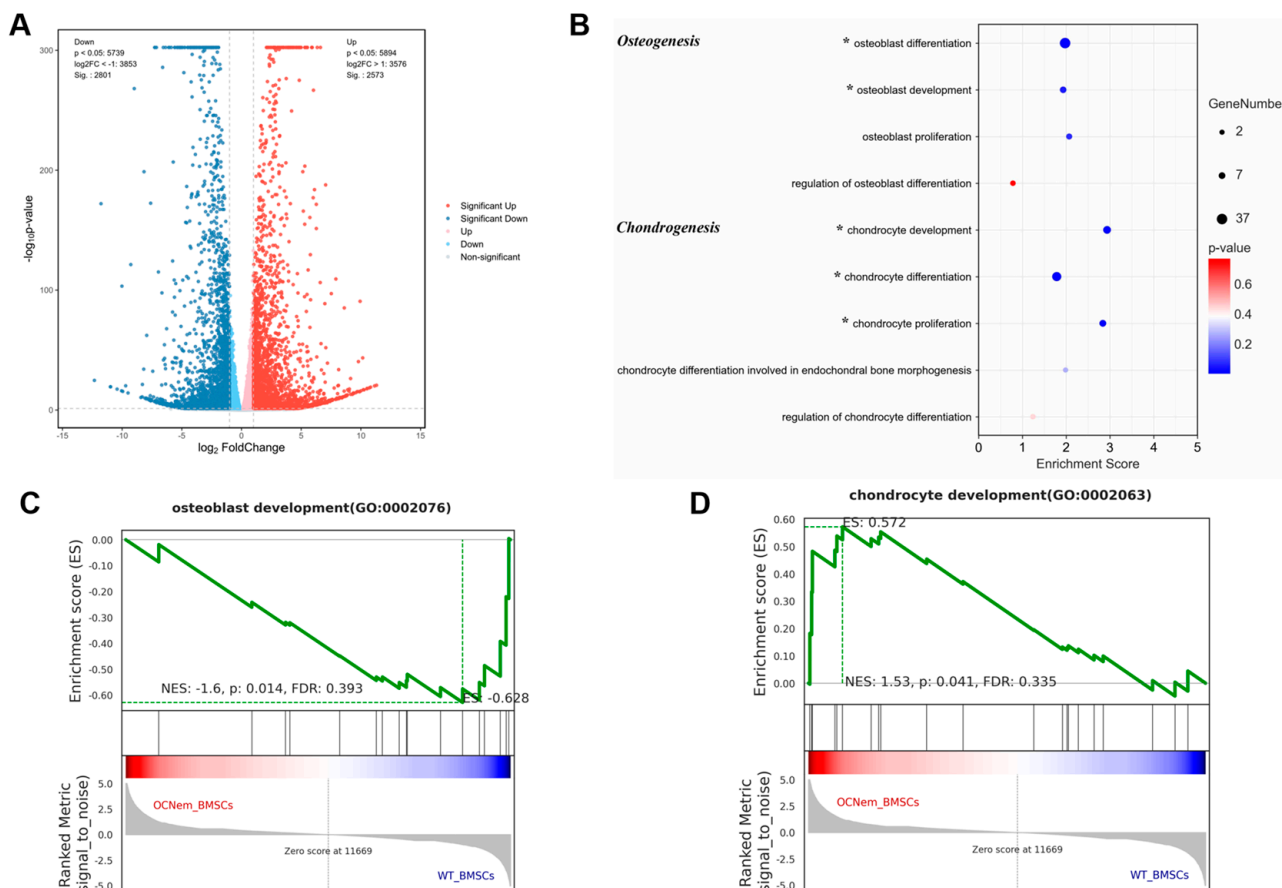 A
Down
p < 0.05: 5739
log2FC < -1: 3853
Sig. : 2801
Up
p < 0.05: 5894
log2FC > 1: 3576
Sig. : 2573
300
200
100
0
-log10p-value
-15
-10
-5
0
5
10
15
log2 FoldChange
Significant Up
Significant Down
Up
Down
Non-significant
B
Osteogenesis
* osteoblast differentiation
* osteoblast development
osteoblast proliferation
regulation of osteoblast differentiation
Chondrogenesis
* chondrocyte development
* chondrocyte differentiation
* chondrocyte proliferation
chondrocyte differentiation involved in endochondral bone morphogenesis
regulation of chondrocyte differentiation
0
1
2
3
4
5
Enrichment Score
GeneNumbe
2
7
37
p-value
0.6
0.4
0.2
C
osteoblast development(GO:0002076)
Enrichment score (ES)
0.00
-0.10
-0.20
-0.30
-0.40
-0.50
-0.60
NES: -1.6, p: 0.014, FDR: 0.393
ES: -0.628
Ranked Metric
signal_to_noise)
5.0
2.5
0.0
-2.5
-5.0
OCNem_BMSCs
Zero score at 11669
WT_BMSCs
D
chondrocyte development(GO:0002063)
Enrichment score (ES)
0.60
0.50
0.40
0.30
0.20
0.10
0.00
ES: 0.572
NES: 1.53, p: 0.041, FDR: 0.335
Ranked Metric
signal_to_noise)
5.0
2.5
0.0
-2.5
-5.0
OCNem_BMSCs
Zero score at 11669
WT_BMSCs